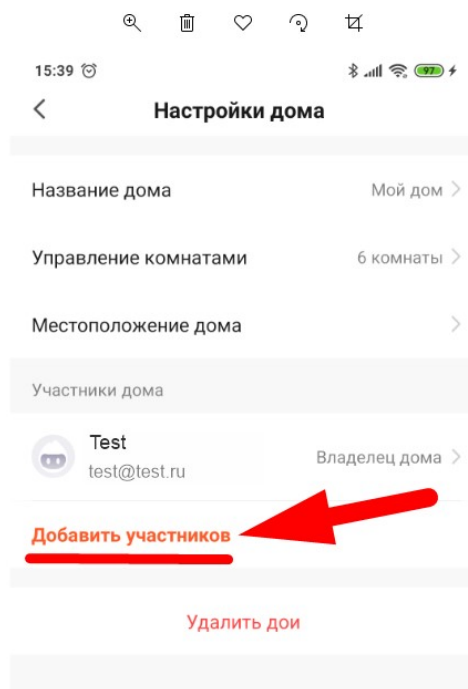 15:39
97
Настройки дома
Название дома
Мой дом
Управление комнатами
6 комнаты
Местоположение дома
Участники дома
Test
test@test.ru
Владелец дома
Добавить участников
Удалить дои